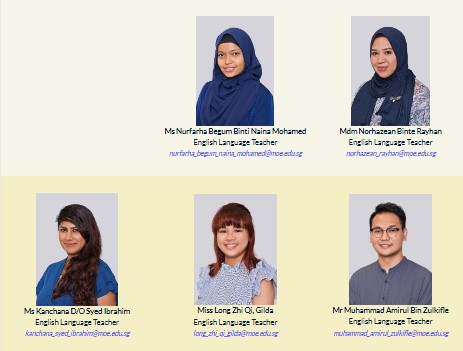 Ms Nurfarha Begum Binti Naina Mohamed
English Language Teacher
nurfarha_begum_naina_mohamed@moe.edu.sg
Mdm Norhazean Binte Rayhan
English Language Teacher
norhazean_rayhan@moe.edu.sg
Ms Kanchana D/O Syed Ibrahim
English Language Teacher
kanchana_syed_ibrahim@moe.edu.sg
Miss Long Zhi Qi, Gilda
English Language Teacher
long_zhi_qi_gilda@moe.edu.sg
Mr Muhammad Amirul Bin Zulkifle
English Language Teacher
muhammad_amirul_zulkifle@moe.edu.sg